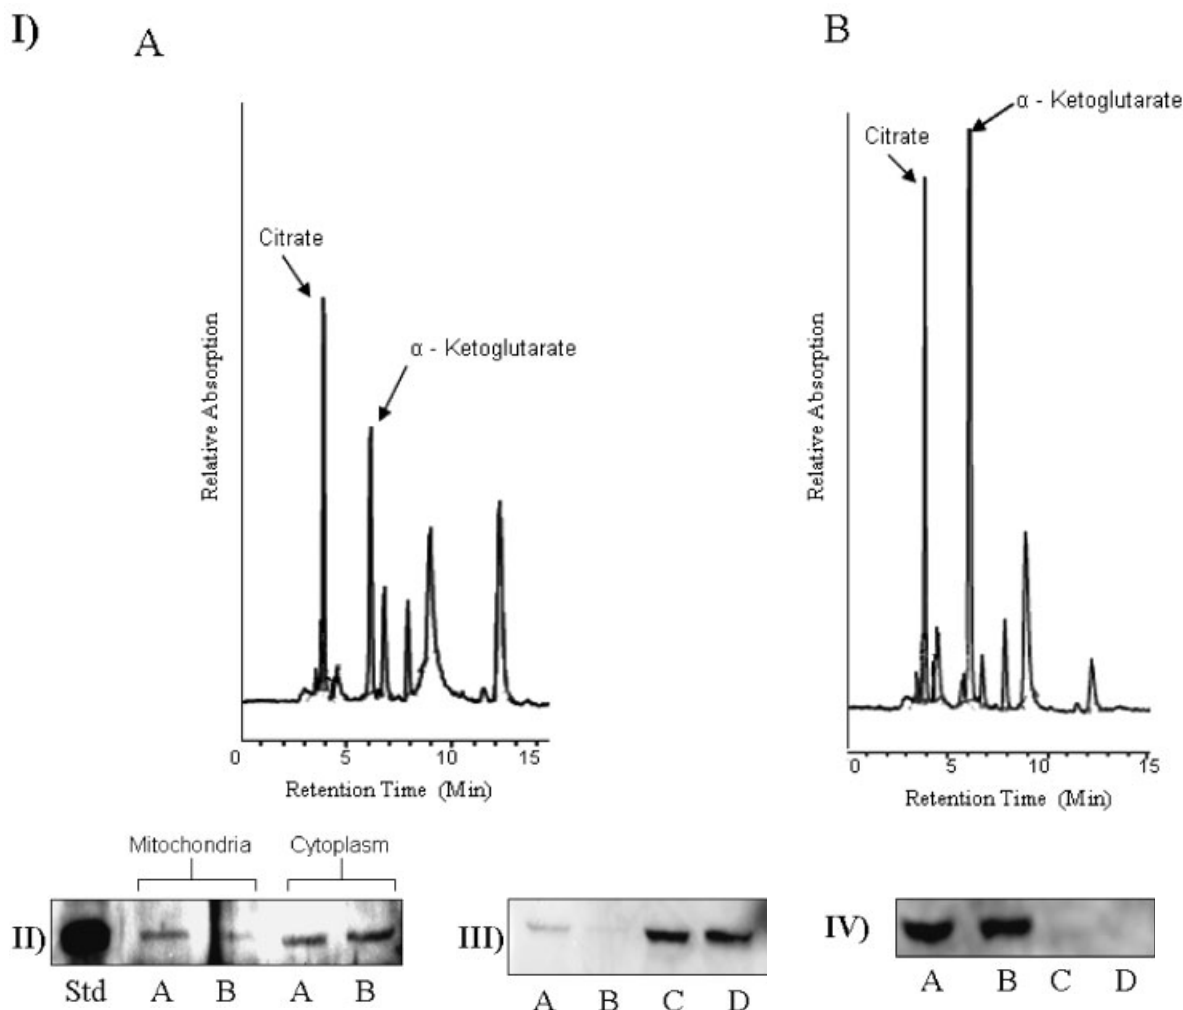 I)
A
B
α - Ketoglutarate
Citrate
Citrate
α - Ketoglutarate
Relative Absorption
Relative Absorption
0 5 10 15
0 5 10 15
Retention Time (Min)
Retention Time (Min)
Mitochondria Cytoplasm
II)
III)
IV)
Std A B A B
A B C D
A B C D